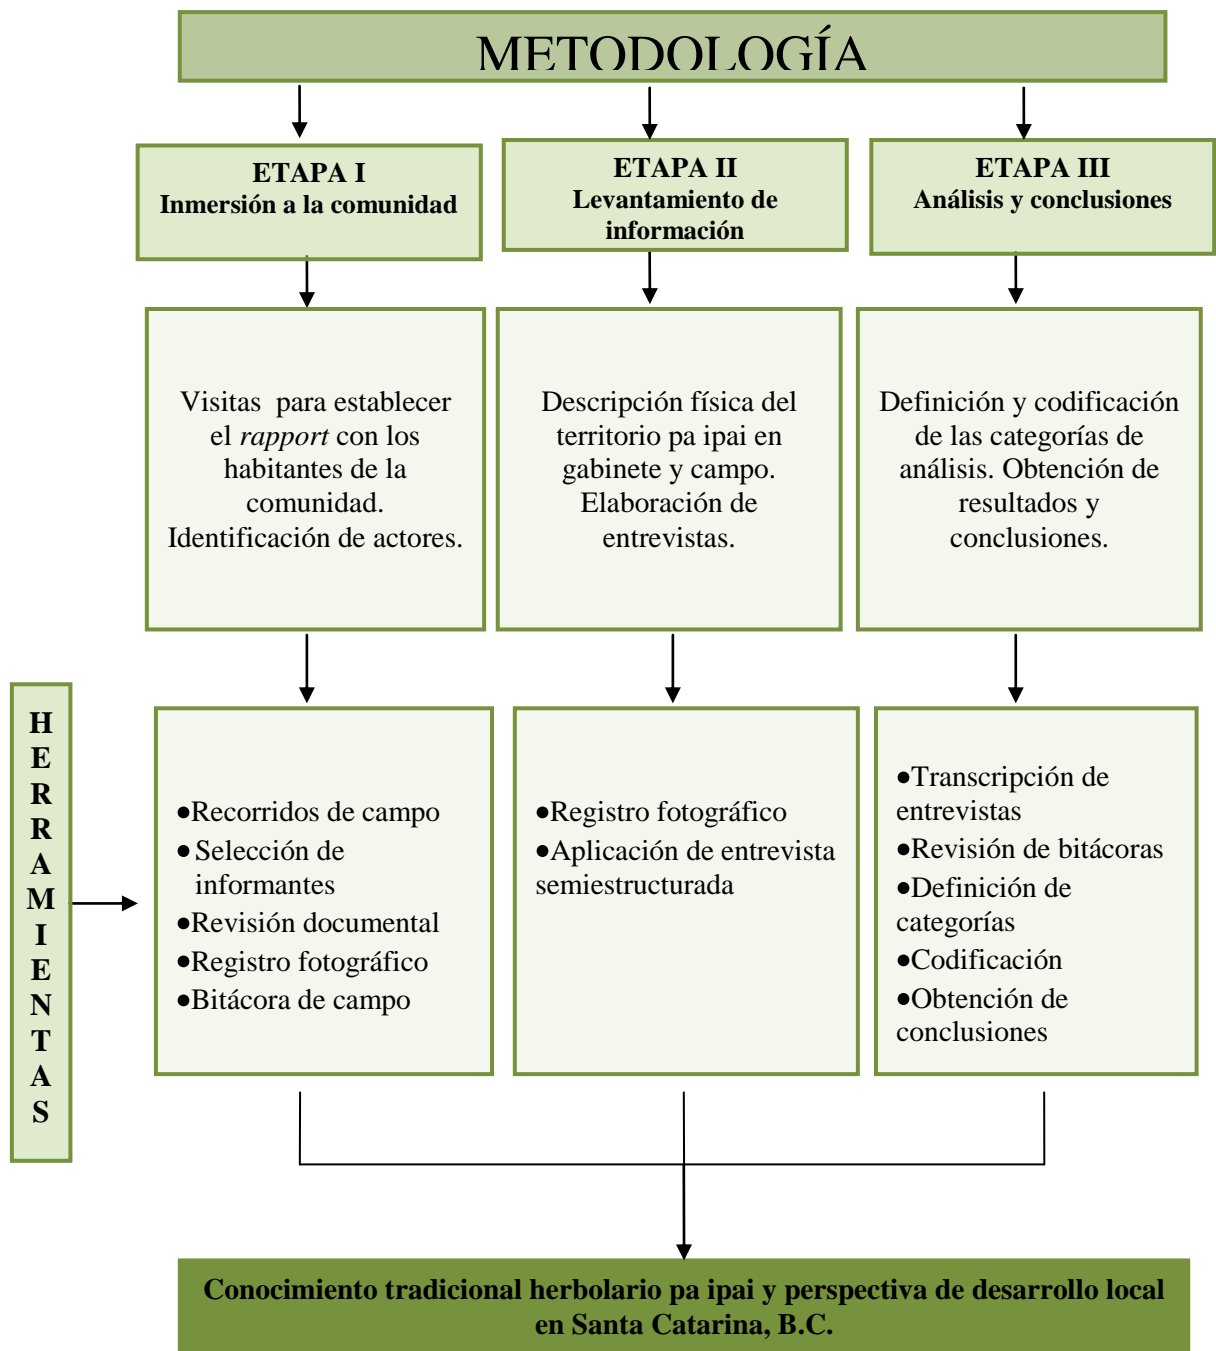 METODOLOGÍA
ETAPA I
Inmersión a la comunidad
ETAPA II
Levantamiento de
información
ETAPA III
Análisis y conclusiones
Visitas para establecer
el rapport con los
habitantes de la
comunidad.
Identificación de actores.
Descripción física del
territorio pa ipai en
gabinete y campo.
Elaboración de
entrevistas.
Definición y codificación
de las categorías de
análisis. Obtención de
resultados y
conclusiones.
H
E
R
R
A
M
I
E
N
T
A
S
•Recorridos de campo
•Selección de
informantes
•Revisión documental
•Registro fotográfico
•Bitácora de campo
•Registro fotográfico
•Aplicación de entrevista
semiestructurada
•Transcripción de
entrevistas
•Revisión de bitácoras
•Definición de
categorías
•Codificación
•Obtención de
conclusiones
Conocimiento tradicional herbolario pa ipai y perspectiva de desarrollo local
en Santa Catarina, B.C.